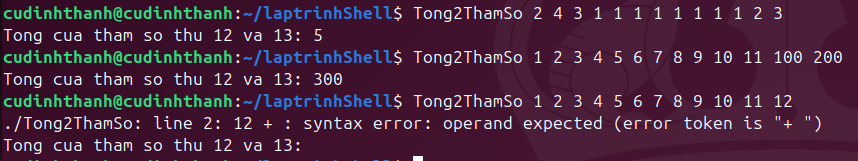 cudinhthanh@cudinhthanh:~/laptrinhShell$ Tong2ThamSo 2 4 3 1 1 1 1 1 1 1 1 2 3
Tong cua tham so thu 12 va 13: 5
cudinhthanh@cudinhthanh:~/laptrinhShell$ Tong2ThamSo 1 2 3 4 5 6 7 8 9 10 11 100 200
Tong cua tham so thu 12 va 13: 300
cudinhthanh@cudinhthanh:~/laptrinhShell$ Tong2ThamSo 1 2 3 4 5 6 7 8 9 10 11 12
./Tong2ThamSo: line 2: 12 + : syntax error: operand expected (error token is "+ ")
Tong cua tham so thu 12 va 13: